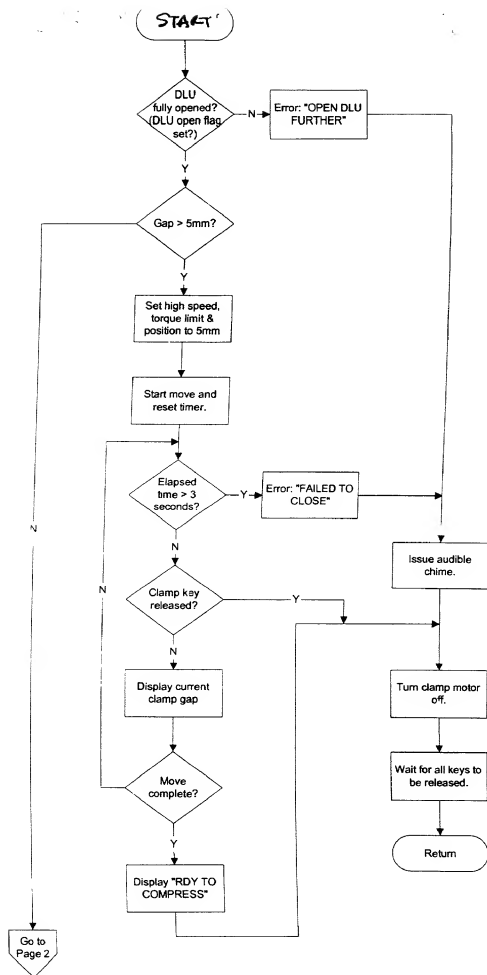 START
DLU
fully opened?
(DLU open flag
set?)
N
Error: "OPEN DLU
FURTHER"
Y
Gap > 5mm?
Y
Set high speed,
torque limit &
position to 5mm
Start move and
reset timer.
Elapsed
time > 3
seconds?
Y
Error: "FAILED TO
CLOSE"
N
N
Issue audible
chime.
N
Clamp key
released?
Y
N
Display current
clamp gap
Turn clamp motor
off.
Move
complete?
Wait for all keys to
be released.
Y
Return
Display "RDY TO
COMPRESS"
Go to
Page 2